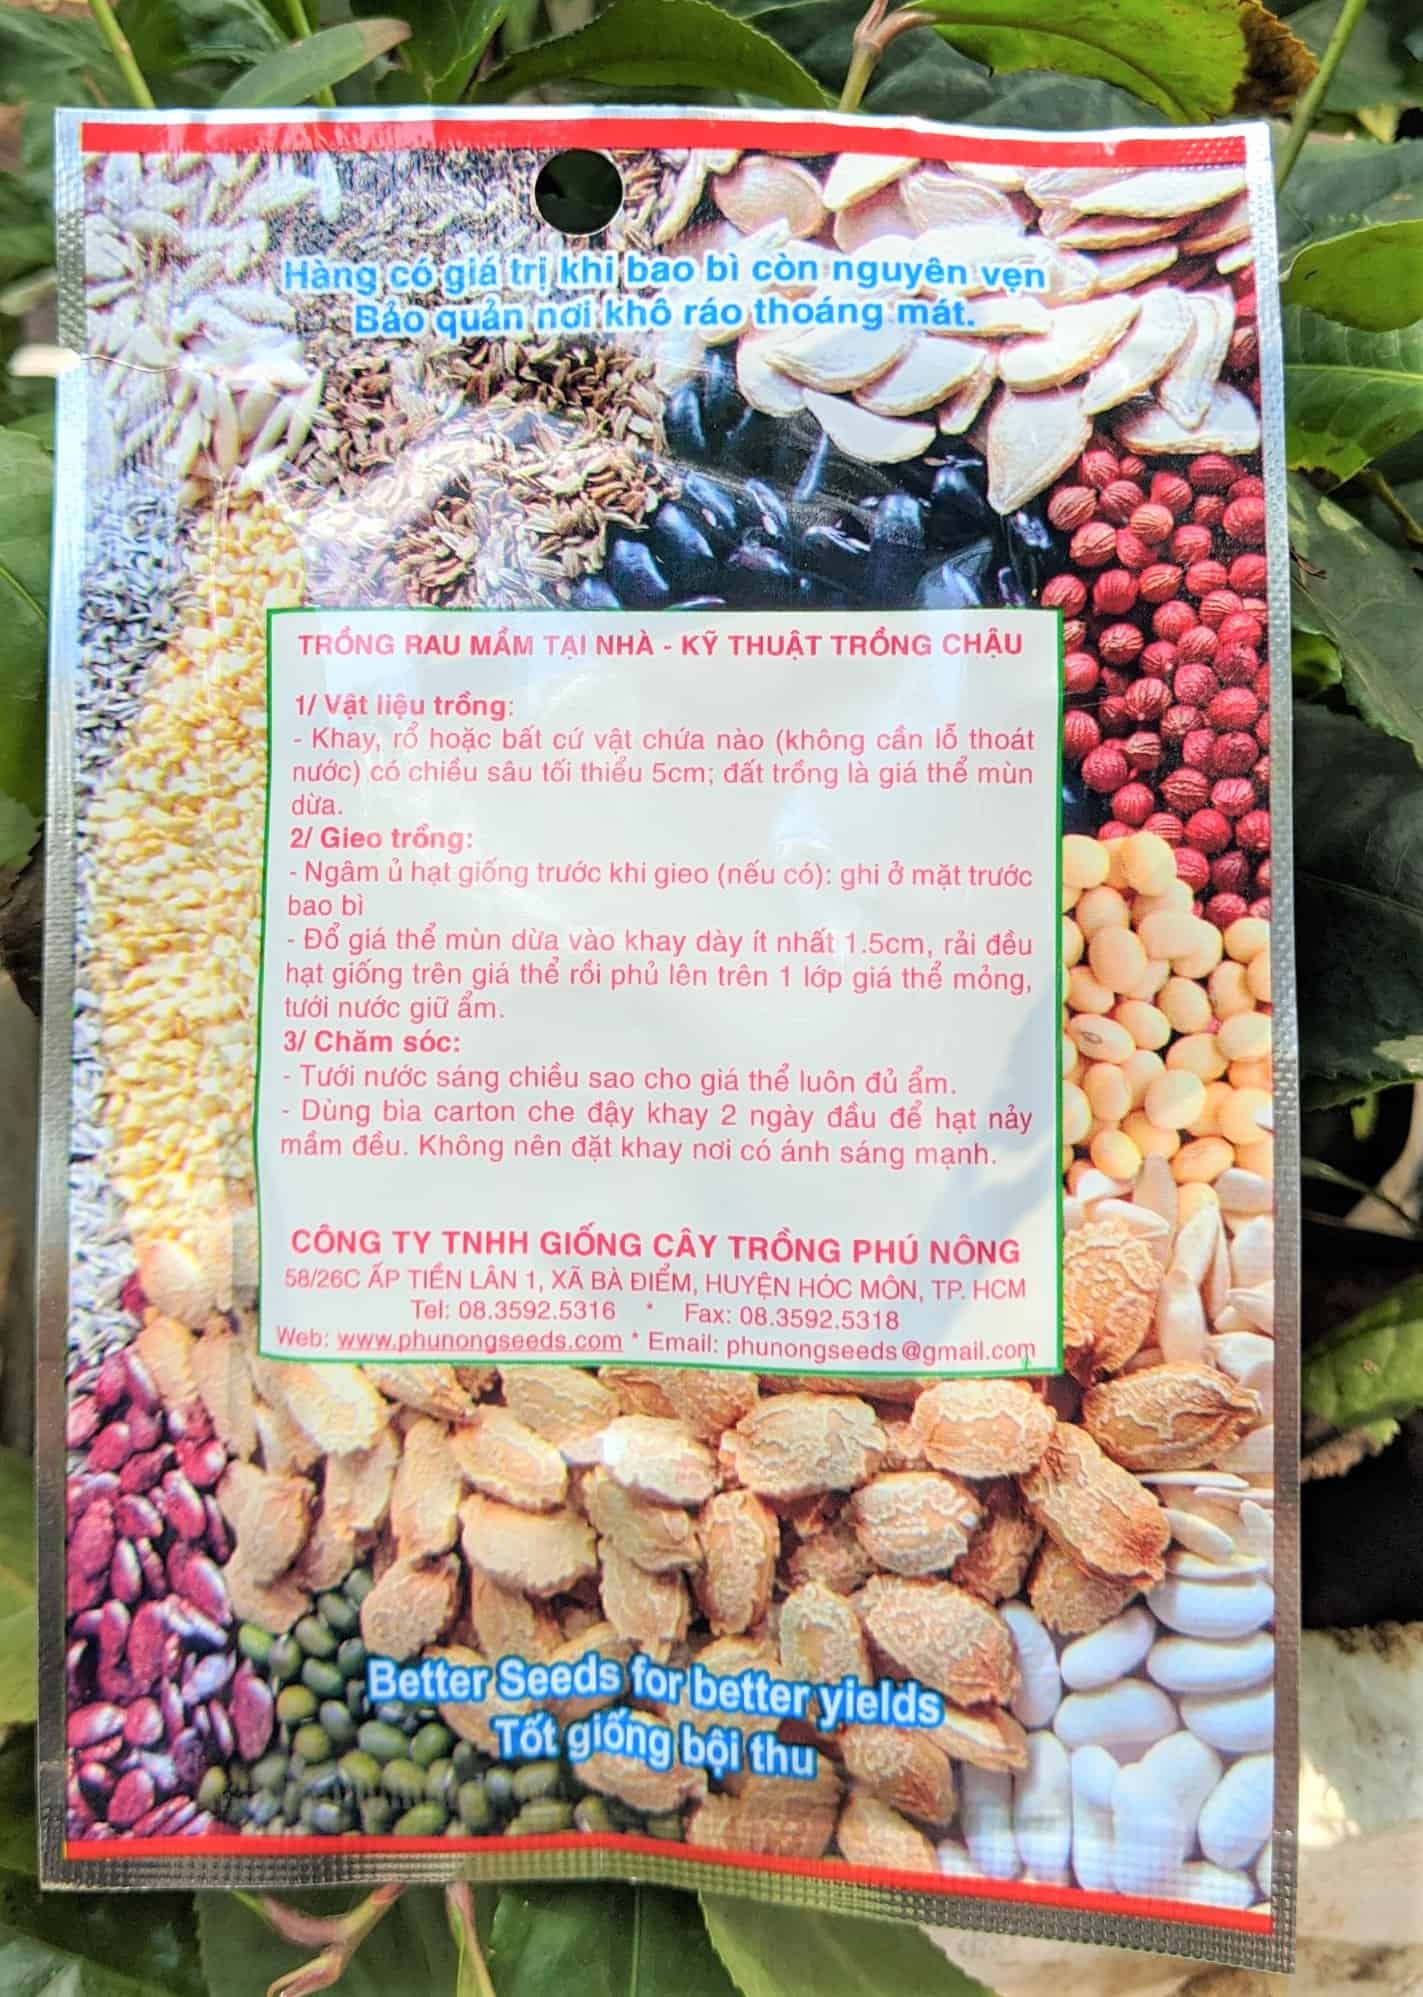 Hàng có giá trị khi bao bì còn nguyên vẹn
Bảo quản nơi khô ráo thoáng mát.
TRỒNG RAU MẦM TẠI NHÀ - KỸ THUẬT TRỒNG CHẬU
1/ Vật liệu trồng:
- Khay, rổ hoặc bất cứ vật chứa nào (không cần lỗ thoát
nước) có chiều sâu tối thiểu 5cm; đất trồng là giá thể mùn
dừa.
2/ Gieo trồng:
- Ngâm ủ hạt giống trước khi gieo (nếu có): ghi ở mặt trước
bao bì
- Đổ giá thể mùn dừa vào khay dày ít nhất 1.5cm, rải đều
hạt giống trên giá thể rồi phủ lên trên 1 lớp giá thể mỏng,
tưới nước giữ ẩm.
3/ Chăm sóc:
- Tưới nước sáng chiều sao cho giá thể luôn đủ ẩm.
- Dùng bìa carton che đậy khay 2 ngày đầu để hạt nảy
mầm đều. Không nên đặt khay nơi có ánh sáng mạnh.
CÔNG TY TNHH GIỐNG CÂY TRỒNG PHÚ NÔNG
58/26C ẤP TIỀN LÂN 1, XÃ BÀ ĐIỂM, HUYỆN HÓC MÔN, TP. HCM
Tel: 08.3592.5316 * Fax: 08.3592.5318
Web: www.phunongseeds.com * Email: phunongseeds@gmail.com
Better Seeds for better yields
Tốt giống bội thu